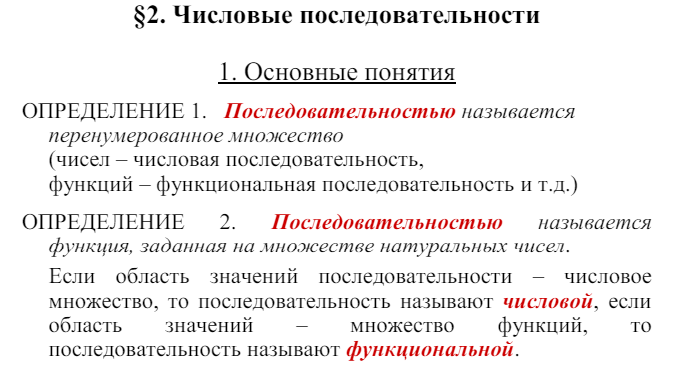 §2. Числовые последовательности
1. Основные понятия
ОПРЕДЕЛЕНИЕ 1. Последовательностью называется
перенумерованное множество
(чисел – числовая последовательность,
функций – функциональная последовательность и т.д.)
ОПРЕДЕЛЕНИЕ 2. Последовательностью называется
функция, заданная на множестве натуральных чисел.
Если область значений последовательности – числовое
множество, то последовательность называют числовой, если
область значений – множество функций, то
последовательность называют функциональной.